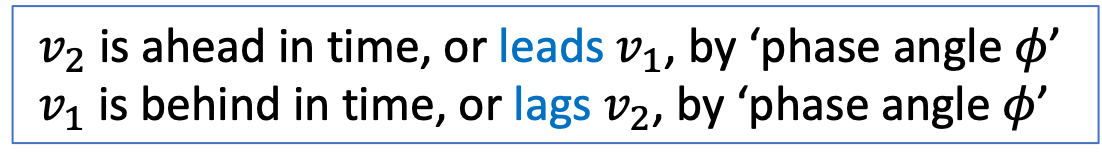 𝑣₂ is ahead in time, or leads 𝑣₁, by ‘phase angle 𝜙’
𝑣₁ is behind in time, or lags 𝑣₂, by ‘phase angle 𝜙’